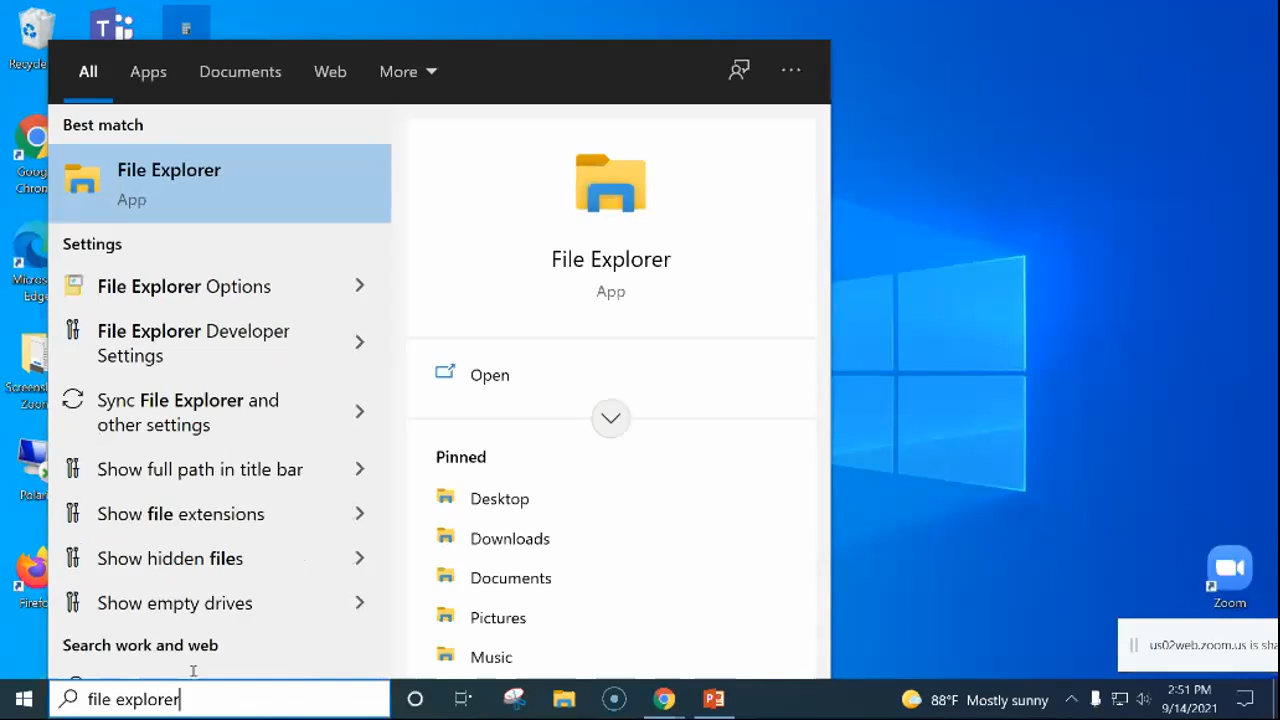 Recycle
All
Apps
Documents
Web
More
Best match
File Explorer
App
Settings
File Explorer Options
File Explorer Developer
Settings
Sync File Explorer and
other settings
Show full path in title bar
Show file extensions
Show hidden files
Show empty drives
Search work and web
file explorer
File Explorer
App
Open
Pinned
Desktop
Downloads
Documents
Pictures
Music
Goog
Chrom
Micros
Edge
Screensh
Zoom
Polari
Firefo
Zoom
us02web.zoom.us is sha
88°F Mostly sunny
2:51 PM
9/14/2021